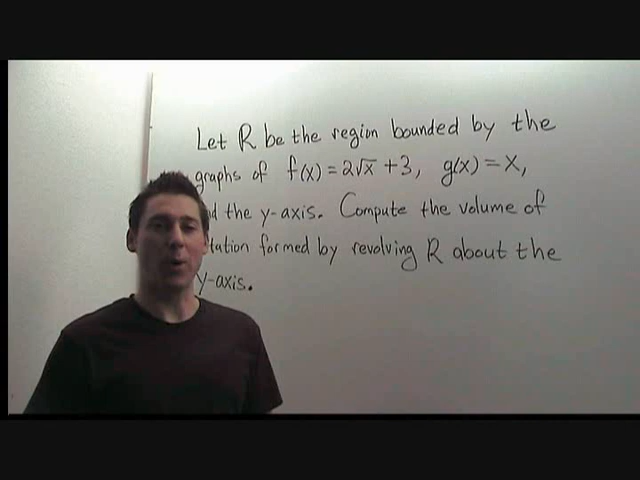 Let R be the region bounded by the
graphs of f(x) = 2√x + 3, g(x) = x,
the y-axis. Compute the volume of
formed by revolving R about the
y-axis.